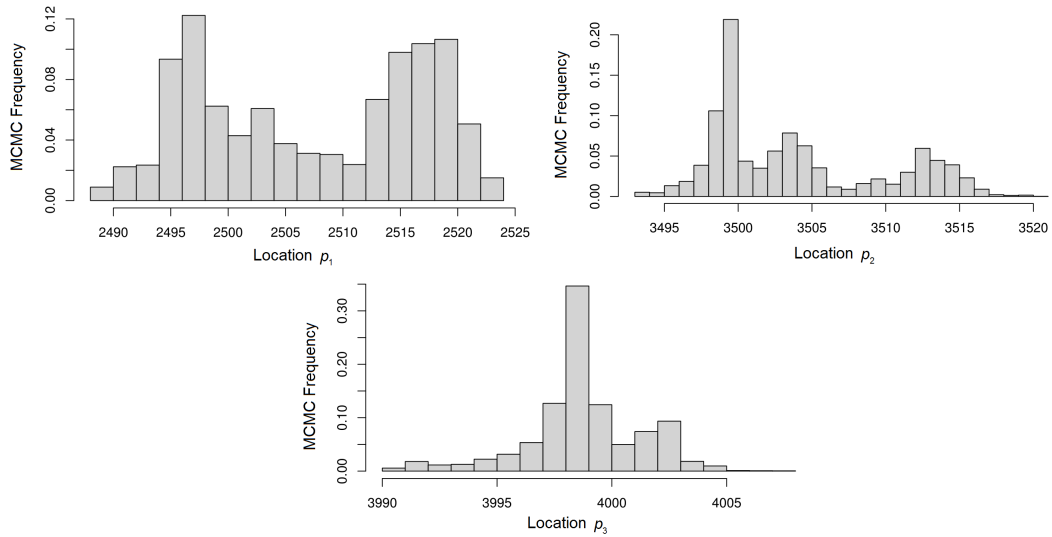 MCMC Frequency
0.12
0.08
0.04
0.00
2490 2495 2500 2505 2510 2515 2520 2525
Location p₁
MCMC Frequency
0.20
0.15
0.10
0.05
0.00
3495 3500 3505 3510 3515 3520
Location p₂
MCMC Frequency
0.30
0.20
0.10
0.00
3990 3995 4000 4005
Location p₃